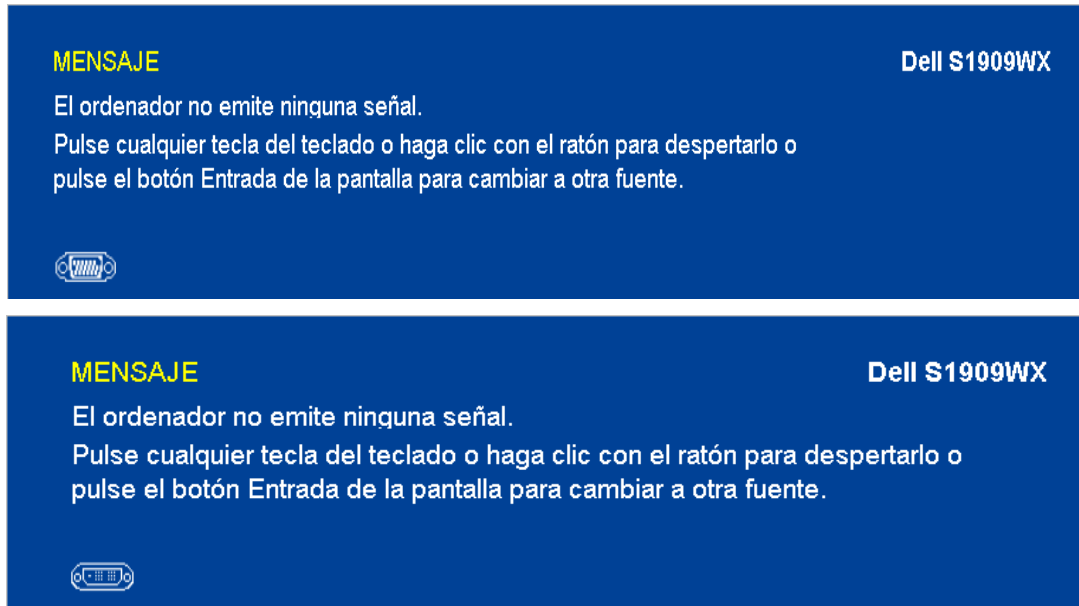 MENSAJE Dell S1909WX
El ordenador no emite ninguna señal.
Pulse cualquier tecla del teclado o haga clic con el ratón para despertarlo o
pulse el botón Entrada de la pantalla para cambiar a otra fuente.
MENSAJE Dell S1909WX
El ordenador no emite ninguna señal.
Pulse cualquier tecla del teclado o haga clic con el ratón para despertarlo o
pulse el botón Entrada de la pantalla para cambiar a otra fuente.